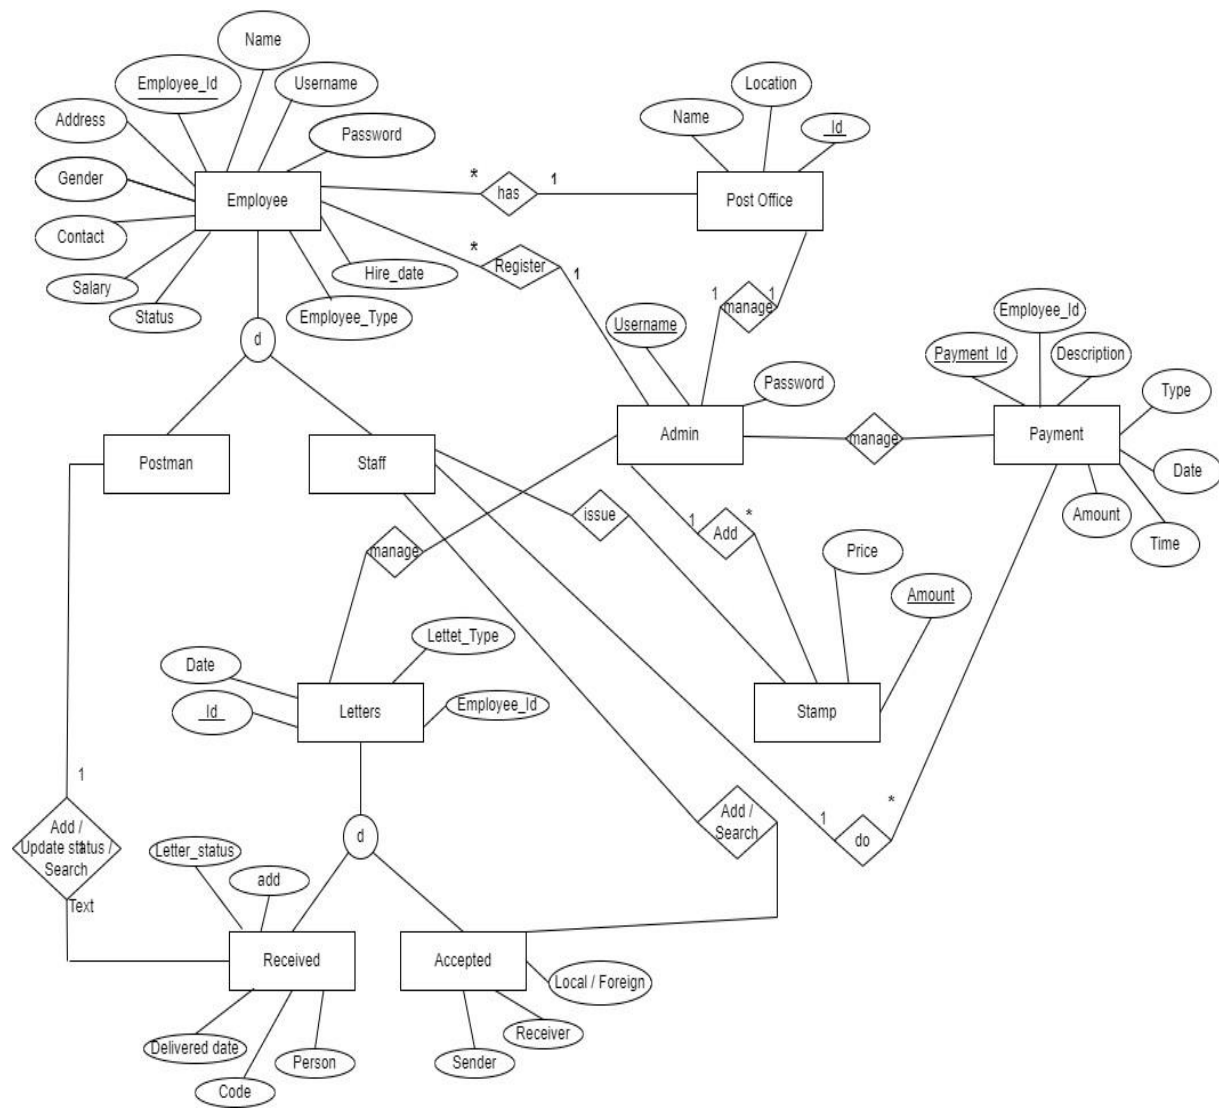 Name
Employee_Id
Username
Address
Password
Gender
Employee
Contact
Salary
Status
Hire_date
Employee_Type
*
has
1
Location
Name
_Id
Post Office
*
Register
1
1
manage
1
d
Username
Password
Admin
manage
Employee_Id
Payment_Id
Description
Type
Payment
Date
Amount
Time
Postman
Staff
issue
manage
1
Add
*
Price
Amount
Stamp
Lettet_Type
Date
_Id_
Letters
Employee_Id
d
1
Add /
Update status /
1
Search
Text
Add /
Search
1
do
*
Letter_status
add
Received
Accepted
Local / Foreign
Delivered date
Code
Person
Sender
Receiver